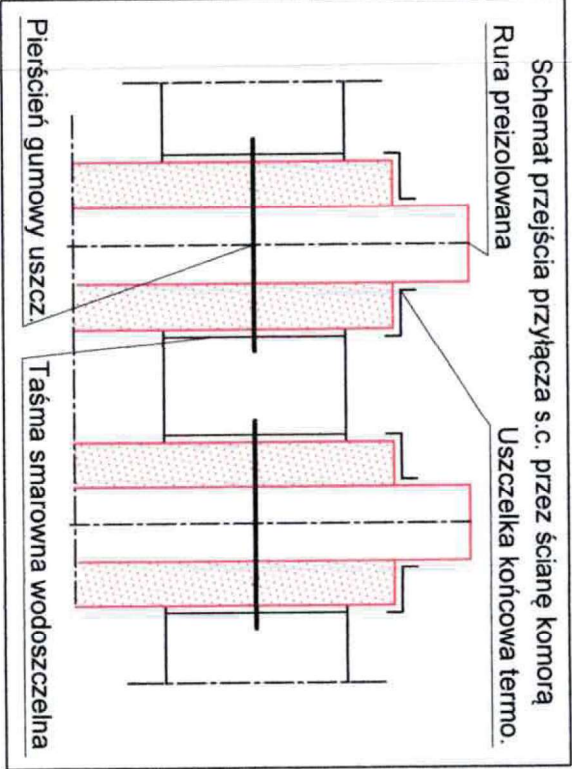 Schemat przejścia przyłącza s.c. przez ścianę komorą
Rura preizolowana
Uszczelka końcowa termo.
Pierścień gumowy uszcz.
Taśma smarowna wodoszczelna